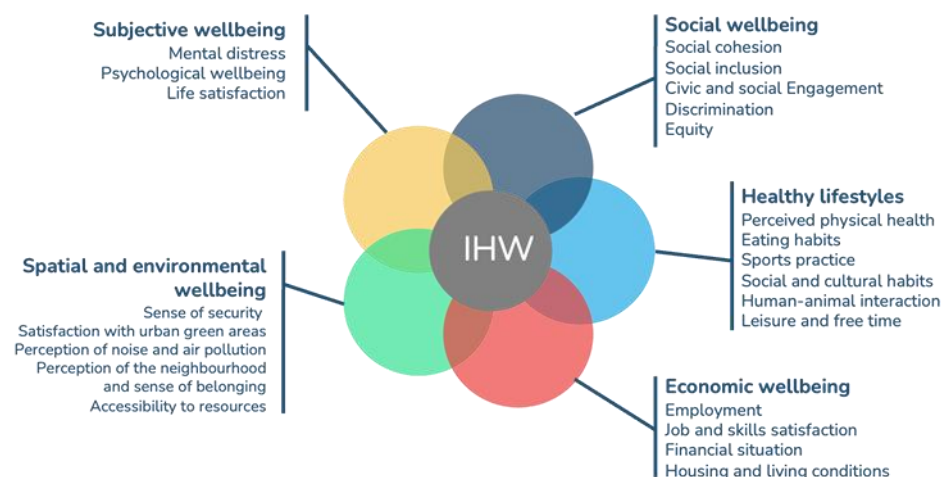 Subjective wellbeing
Mental distress
Psychological wellbeing
Life satisfaction
Social wellbeing
Social cohesion
Social inclusion
Civic and social Engagement
Discrimination
Equity
IHW
Healthy lifestyles
Perceived physical health
Eating habits
Sports practice
Social and cultural habits
Human-animal interaction
Leisure and free time
Spatial and environmental
wellbeing
Sense of security
Satisfaction with urban green areas
Perception of noise and air pollution
Perception of the neighbourhood
and sense of belonging
Accessibility to resources
Economic wellbeing
Employment
Job and skills satisfaction
Financial situation
Housing and living conditions